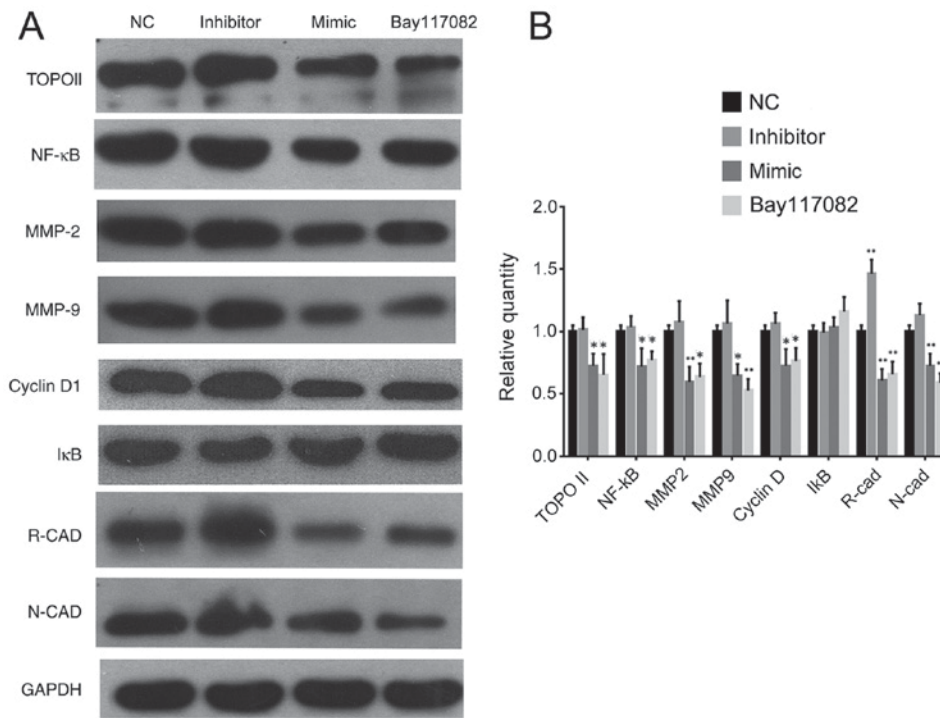 A
NC Inhibitor Mimic Bay117082
TOPOII
NF-κB
MMP-2
MMP-9
Cyclin D1
IκB
R-CAD
N-CAD
GAPDH
B
NC
Inhibitor
Mimic
Bay117082
Relative quantity
2.0
1.5
1.0
0.5
0.0
** ** ** ** ** ** ** ** **
TOPO II NF-kB MMP2 MMP9 Cyclin D IkB R-cad N-cad